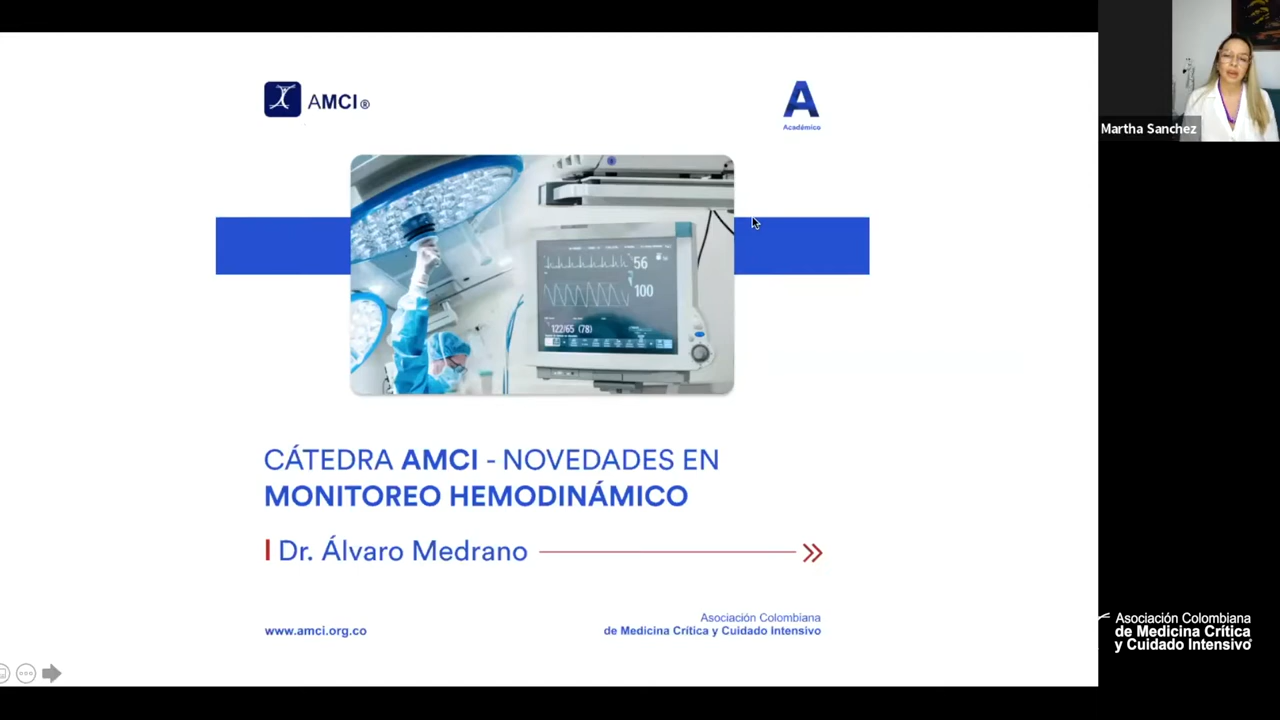 AMCI®
A
Académico
56
100
122/65 (78)
CÁTEDRA AMCI - NOVEDADES EN
MONITOREO HEMODINÁMICO
Dr. Álvaro Medrano
www.amci.org.co
Asociación Colombiana
de Medicina Crítica y Cuidado Intensivo
Martha Sanchez
Asociación Colombiana
de Medicina Crítica
y Cuidado Intensivo